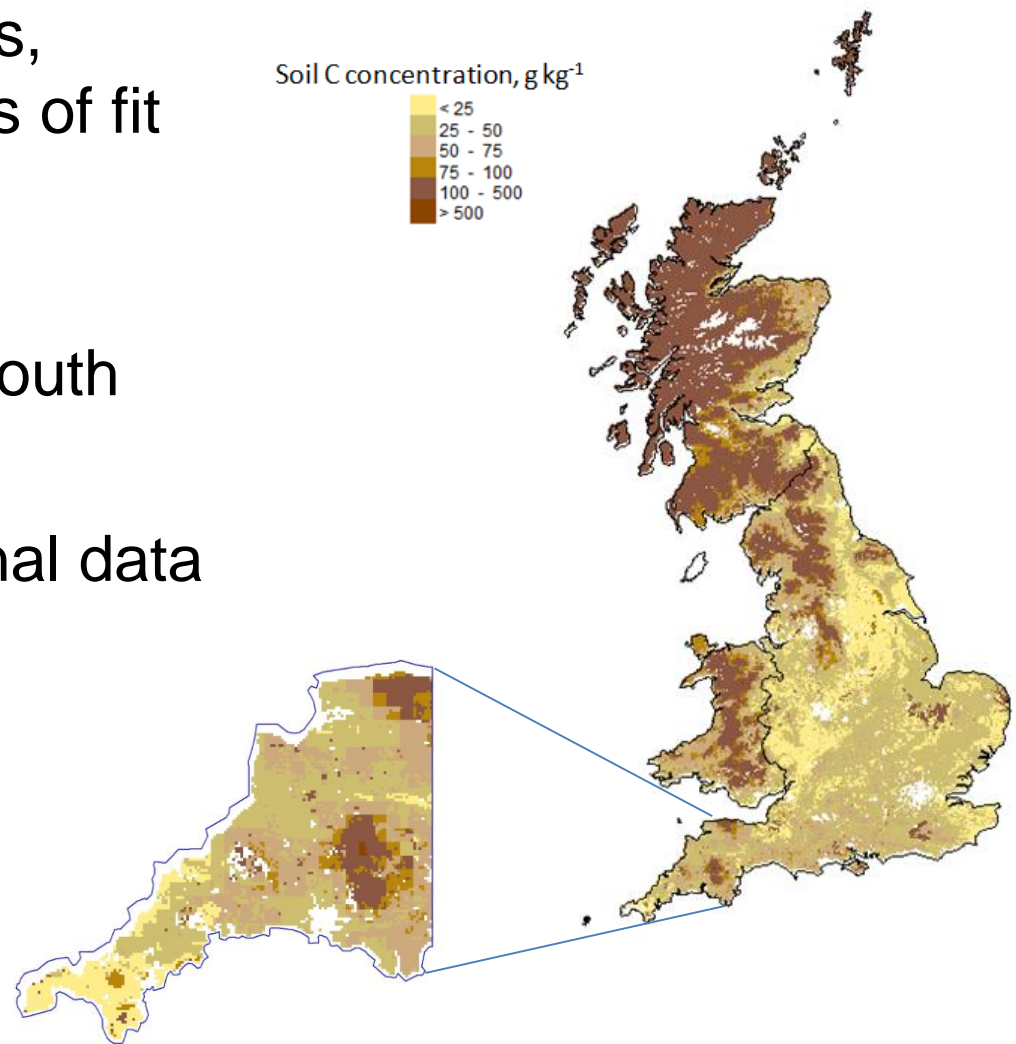 s,
s of fit
outh
nal data
Soil C concentration, g kg-1
< 25
25 - 50
50 - 75
75 - 100
100 - 500
> 500